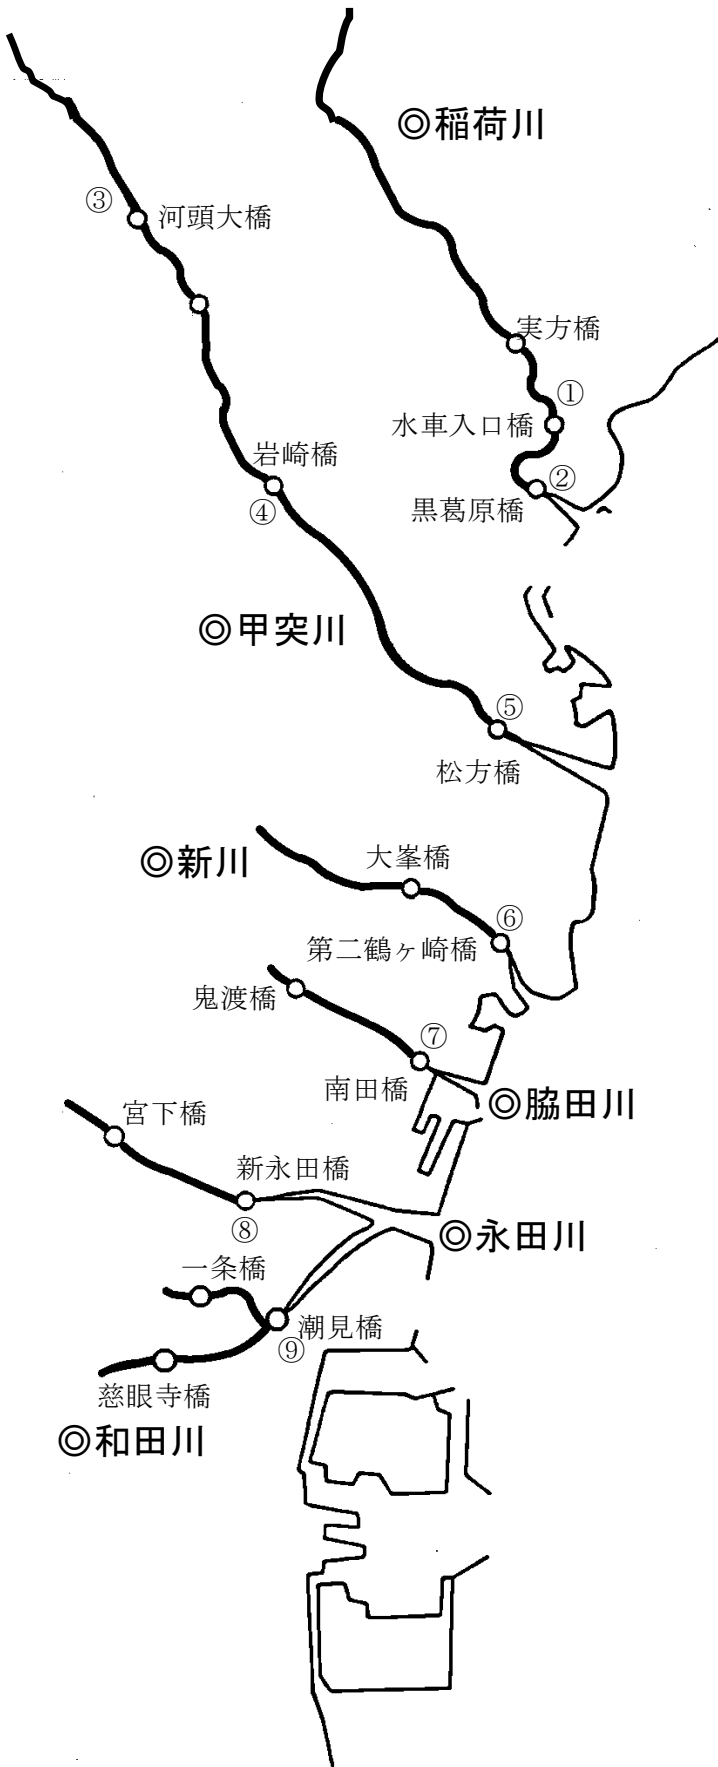 ◎稲荷川
③
河頭大橋
実方橋
①
水車入口橋
岩崎橋
②
④
黒葛原橋
◎甲突川
⑤
松方橋
◎新川
大峯橋
⑥
第二鶴ヶ崎橋
鬼渡橋
⑦
南田橋
◎脇田川
宮下橋
新永田橋
⑧
◎永田川
一条橋
潮見橋
⑨
慈眼寺橋
◎和田川